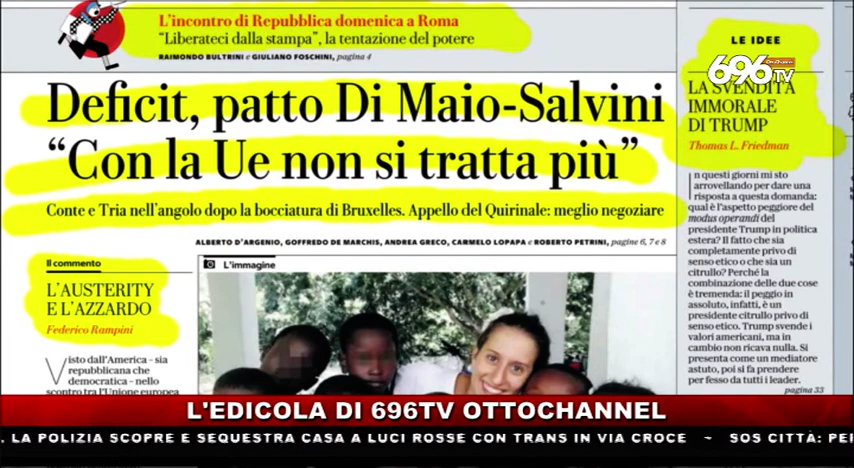 L'incontro di Repubblica domenica a Roma
"Liberateci dalla stampa", la tentazione del potere
RAIMONDO BULTRINI e GIULIANO FOSCHINI, pagina 4
Deficit, patto Di Maio-Salvini
"Con la Ue non si tratta più"
Conte e Tria nell'angolo dopo la bocciatura di Bruxelles. Appello del Quirinale: meglio negoziare
ALBERTO D'ARGENIO, GOFFREDO DE MARCHIS, ANDREA GRECO, CARMELO LOPAPA e ROBERTO PETRINI, pagine 6, 7 e 8
Il commento
L'AUSTERITY
E L'AZZARDO
Federico Rampini
Visto dall'America – sia
repubblicana che
democratica – nello
scontro tra l'Unione europea
L'immagine
LE IDEE
696 TV
LA SVENDITA
IMMORALE
DI TRUMP
Thomas L. Friedman
In questi giorni mi sto
arrovellando per dare una
risposta a questa domanda:
qual è l'aspetto peggiore del
modus operandi del
presidente Trump in politica
estera? Il fatto che sia
completamente privo di
senso etico o che sia un
citrullo? Perché la
combinazione delle due cose
è tremenda: il peggio in
assoluto, infatti, è un
presidente citrullo privo di
senso etico. Trump svende i
valori americani, ma in
cambio non ricava nulla. Si
presenta come un mediatore
astuto, poi si fa prendere
per fesso da tutti i leader.
pagina 33
L'EDICOLA DI 696TV OTTOCHANNEL
. LA POLIZIA SCOPRE E SEQUESTRA CASA A LUCI ROSSE CON TRANS IN VIA CROCE ~ SOS CITTÀ: PE